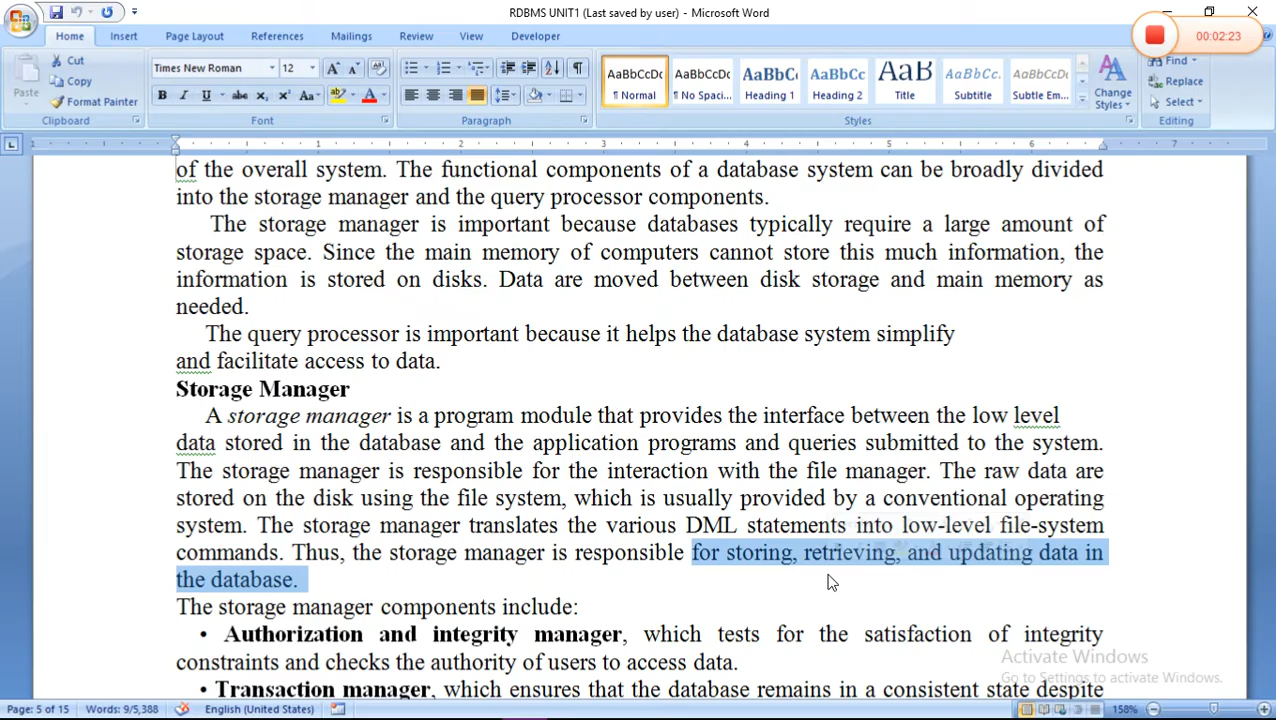 RDBMS UNIT1 (Last saved by user) - Microsoft Word
00:02:23
Home Insert Page Layout References Mailings Review View Developer
Paste Cut Copy Format Painter
Clipboard
Times New Roman 12
Font
Paragraph
AaBbCcDc AaBbCcDc AaBbC AaBbCc AaB AaBbCc. AaBbCcDc
¶ Normal ¶ No Spaci... Heading 1 Heading 2 Title Subtitle Subtle Em...
Change Styles
Styles
Find Replace Select
Editing
of the overall system. The functional components of a database system can be broadly divided
into the storage manager and the query processor components.
The storage manager is important because databases typically require a large amount of
storage space. Since the main memory of computers cannot store this much information, the
information is stored on disks. Data are moved between disk storage and main memory as
needed.
The query processor is important because it helps the database system simplify
and facilitate access to data.
Storage Manager
A storage manager is a program module that provides the interface between the low level
data stored in the database and the application programs and queries submitted to the system.
The storage manager is responsible for the interaction with the file manager. The raw data are
stored on the disk using the file system, which is usually provided by a conventional operating
system. The storage manager translates the various DML statements into low-level file-system
commands. Thus, the storage manager is responsible for storing, retrieving, and updating data in
the database.
The storage manager components include:
• Authorization and integrity manager, which tests for the satisfaction of integrity
constraints and checks the authority of users to access data.
• Transaction manager, which ensures that the database remains in a consistent state despite
Activate Windows
Go to Settings to activate Windows.
Page: 5 of 15 Words: 9/5,388 English (United States) 158%